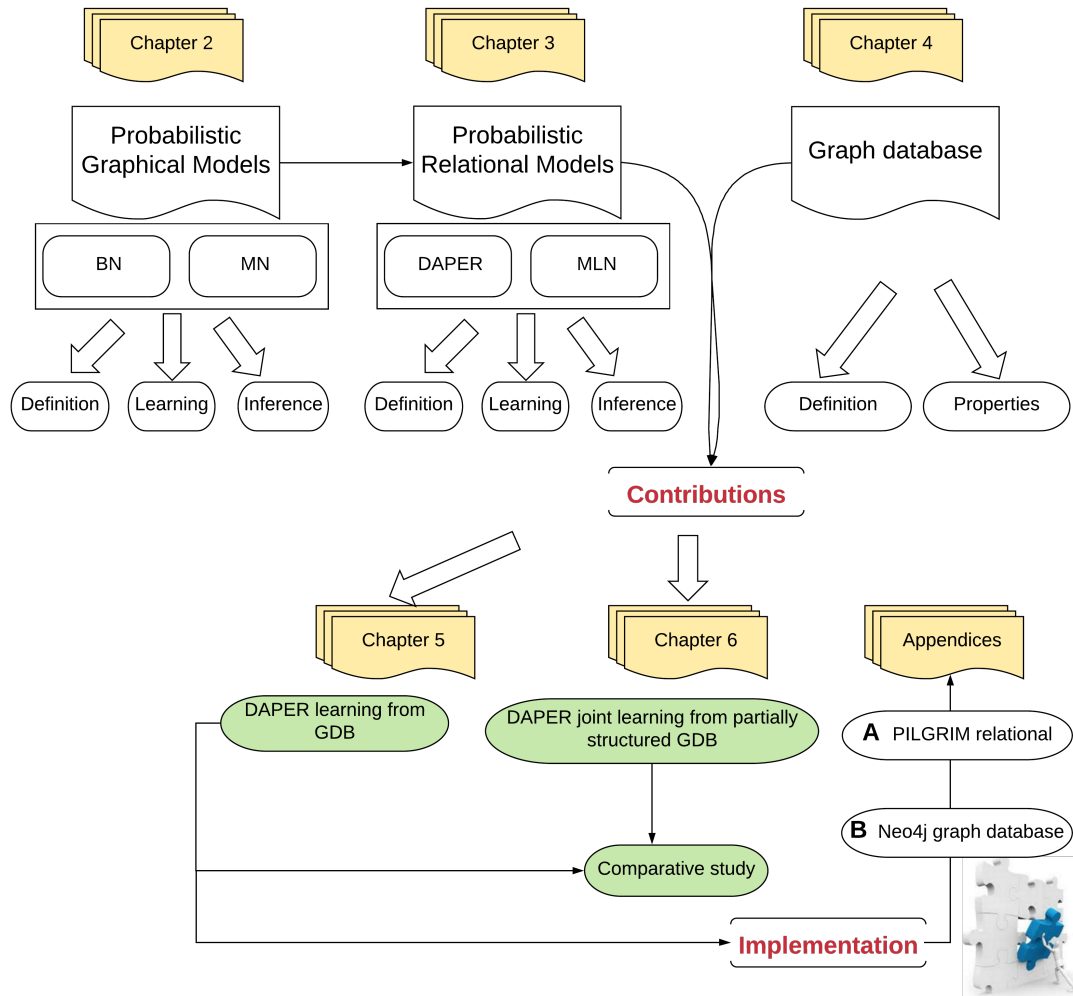 Chapter 2
Chapter 3
Chapter 4
Probabilistic
Graphical Models
Probabilistic
Relational Models
Graph database
BN
MN
DAPER
MLN
Definition
Learning
Inference
Definition
Learning
Inference
Definition
Properties
Contributions
Chapter 5
Chapter 6
Appendices
DAPER learning from
GDB
DAPER joint learning from partially
structured GDB
A PILGRIM relational
B Neo4j graph database
Comparative study
Implementation